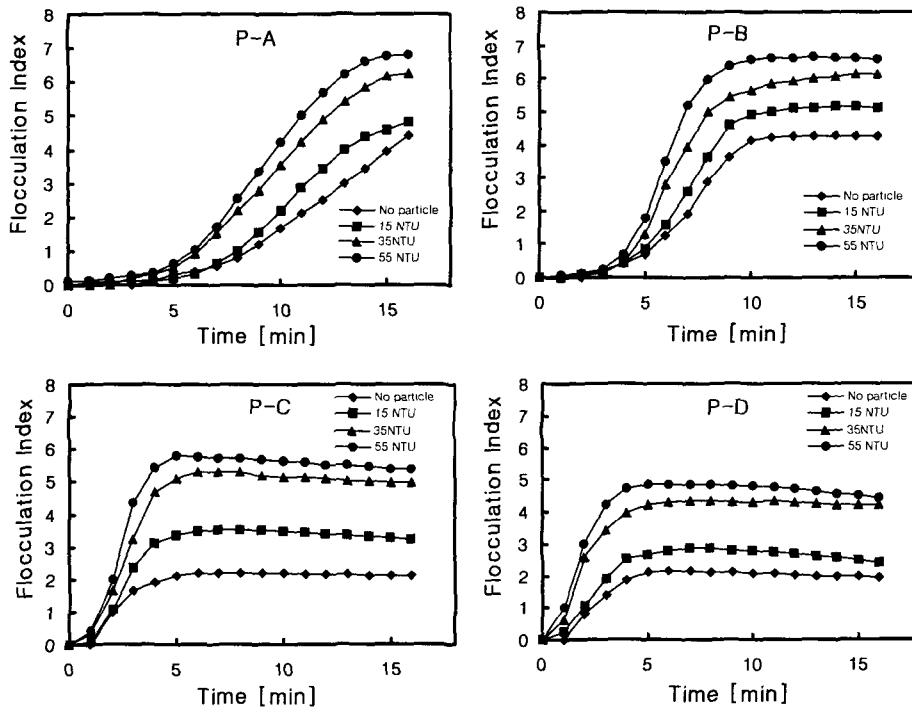 P-A
Flocculation Index
8
7
6
5
4
3
2
1
0
No particle
15 NTU
35NTU
55 NTU
0 5 10 15
Time [min]
P-B
Flocculation Index
8
7
6
5
4
3
2
1
0
No particle
15 NTU
35NTU
55 NTU
0 5 10 15
Time [min]
P-C
Flocculation Index
8
7
6
5
4
3
2
1
0
No particle
15 NTU
35NTU
55 NTU
0 5 10 15
Time [min]
P-D
Flocculation Index
8
7
6
5
4
3
2
1
0
No particle
15 NTU
35NTU
55 NTU
0 5 10 15
Time [min]